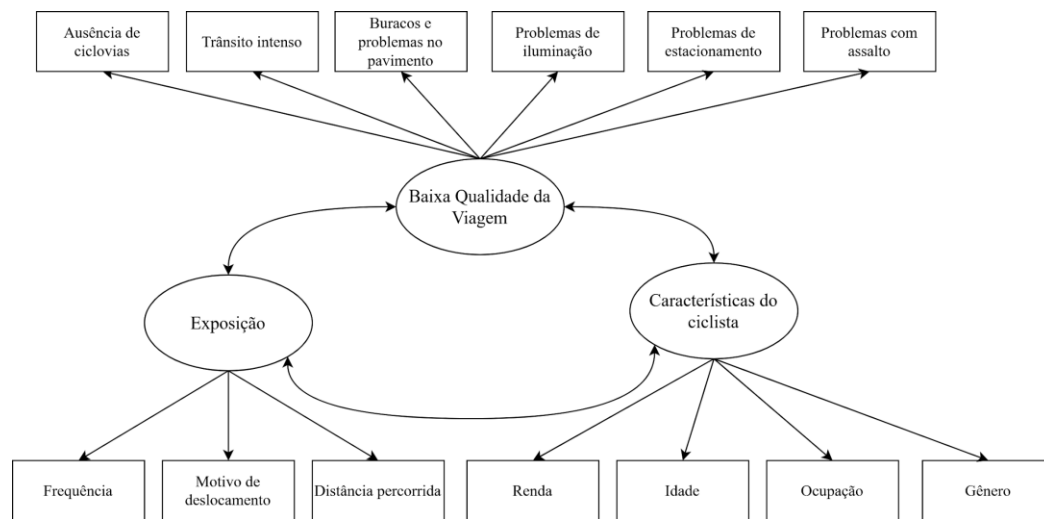 Ausência de
ciclovias
Trânsito intenso
Buracos e
problemas no
pavimento
Problemas de
iluminação
Problemas de
estacionamento
Problemas com
assalto
Baixa Qualidade da
Viagem
Exposição
Características do
ciclista
Frequência
Motivo de
deslocamento
Distância percorrida
Renda
Idade
Ocupação
Gênero